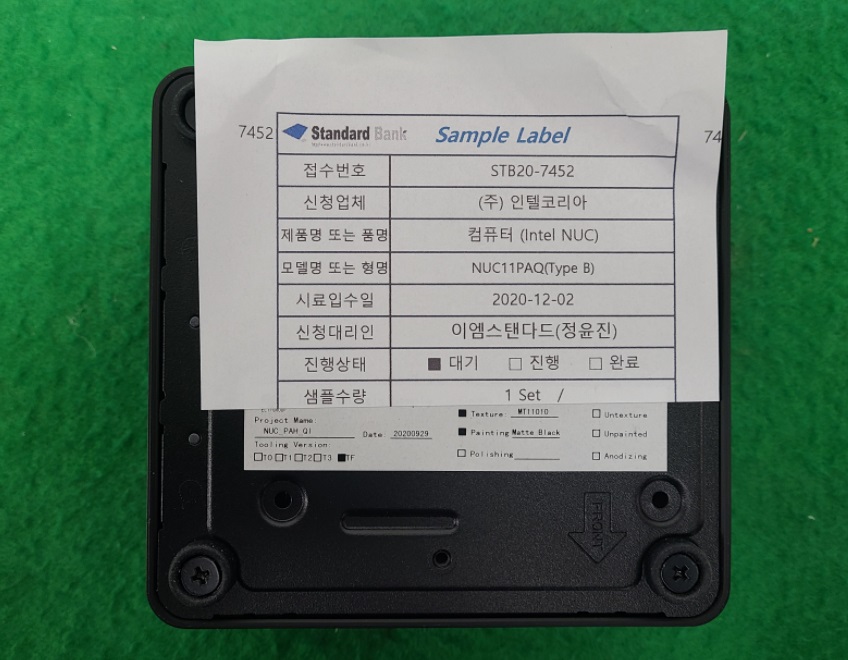 7452 Standard Bank Sample Label 74
접수번호 STB20-7452
신청업체 (주) 인텔코리아
제품명 또는 품명 컴퓨터 (Intel NUC)
모델명 또는 형명 NUC11PAQ(Type B)
시료입수일 2020-12-02
신청대리인 이엠스탠다드(정윤진)
진행상태 ■ 대기 □ 진행 □ 완료
샘플수량 1 Set /
Project Name
NUC_PAH_QI
Date: 20200929
Tooling Version:
□T0□T1□T2□T3 ■TF
■ Texture: MT11010 □ Untexture
■ Painting Matte Black □ Unpainted
□ Polishing □ Anodizing
FRONT